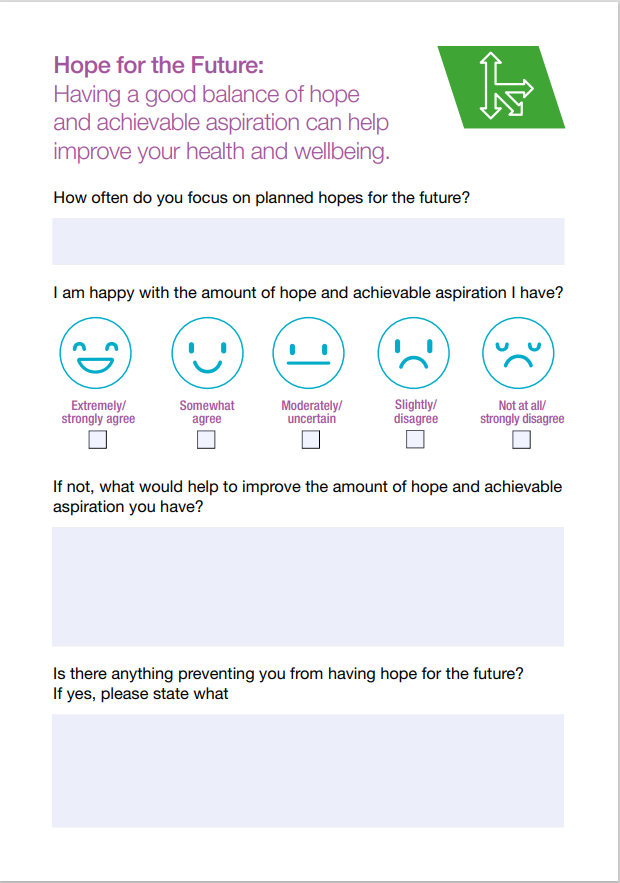 Hope for the Future:
Having a good balance of hope
and achievable aspiration can help
improve your health and wellbeing.
How often do you focus on planned hopes for the future?
I am happy with the amount of hope and achievable aspiration I have?
Extremely/
strongly agree
Somewhat
agree
Moderately/
uncertain
Slightly/
disagree
Not at all/
strongly disagree
If not, what would help to improve the amount of hope and achievable
aspiration you have?
Is there anything preventing you from having hope for the future?
If yes, please state what